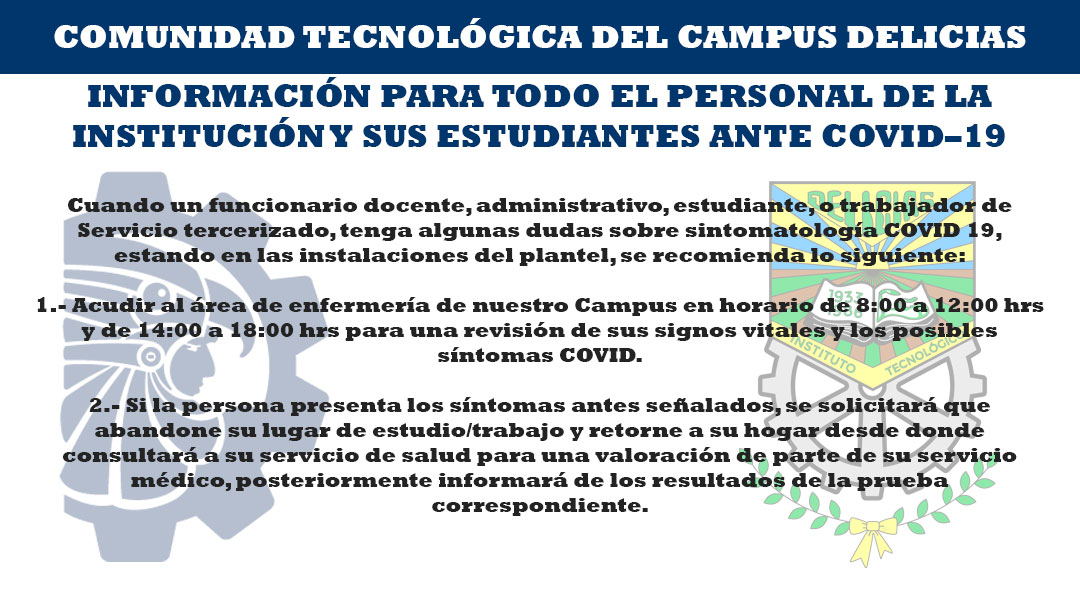 COMUNIDAD TECNOLÓGICA DEL CAMPUS DELICIAS
INFORMACIÓN PARA TODO EL PERSONAL DE LA
INSTITUCIÓN Y SUS ESTUDIANTES ANTE COVID–19
DELICIAS
Cuando un funcionario docente, administrativo, estudiante, o trabajador de
Servicio tercerizado, tenga algunas dudas sobre sintomatología COVID 19,
estando en las instalaciones del plantel, se recomienda lo siguiente:
1933
1.- Acudir al área de enfermería de nuestro Campus en horario de 8:00 a 12:00 hrs
y de 14:00 a 18:00 hrs para una revisión de sus signos vitales y los posibles
síntomas COVID.
INSTITUTO TECNOLÓGICO
2.- Si la persona presenta los síntomas antes señalados, se solicitará que
abandone su lugar de estudio/trabajo y retorne a su hogar desde donde
consultará a su servicio de salud para una valoración de parte de su servicio
médico, posteriormente informará de los resultados de la prueba
correspondiente.